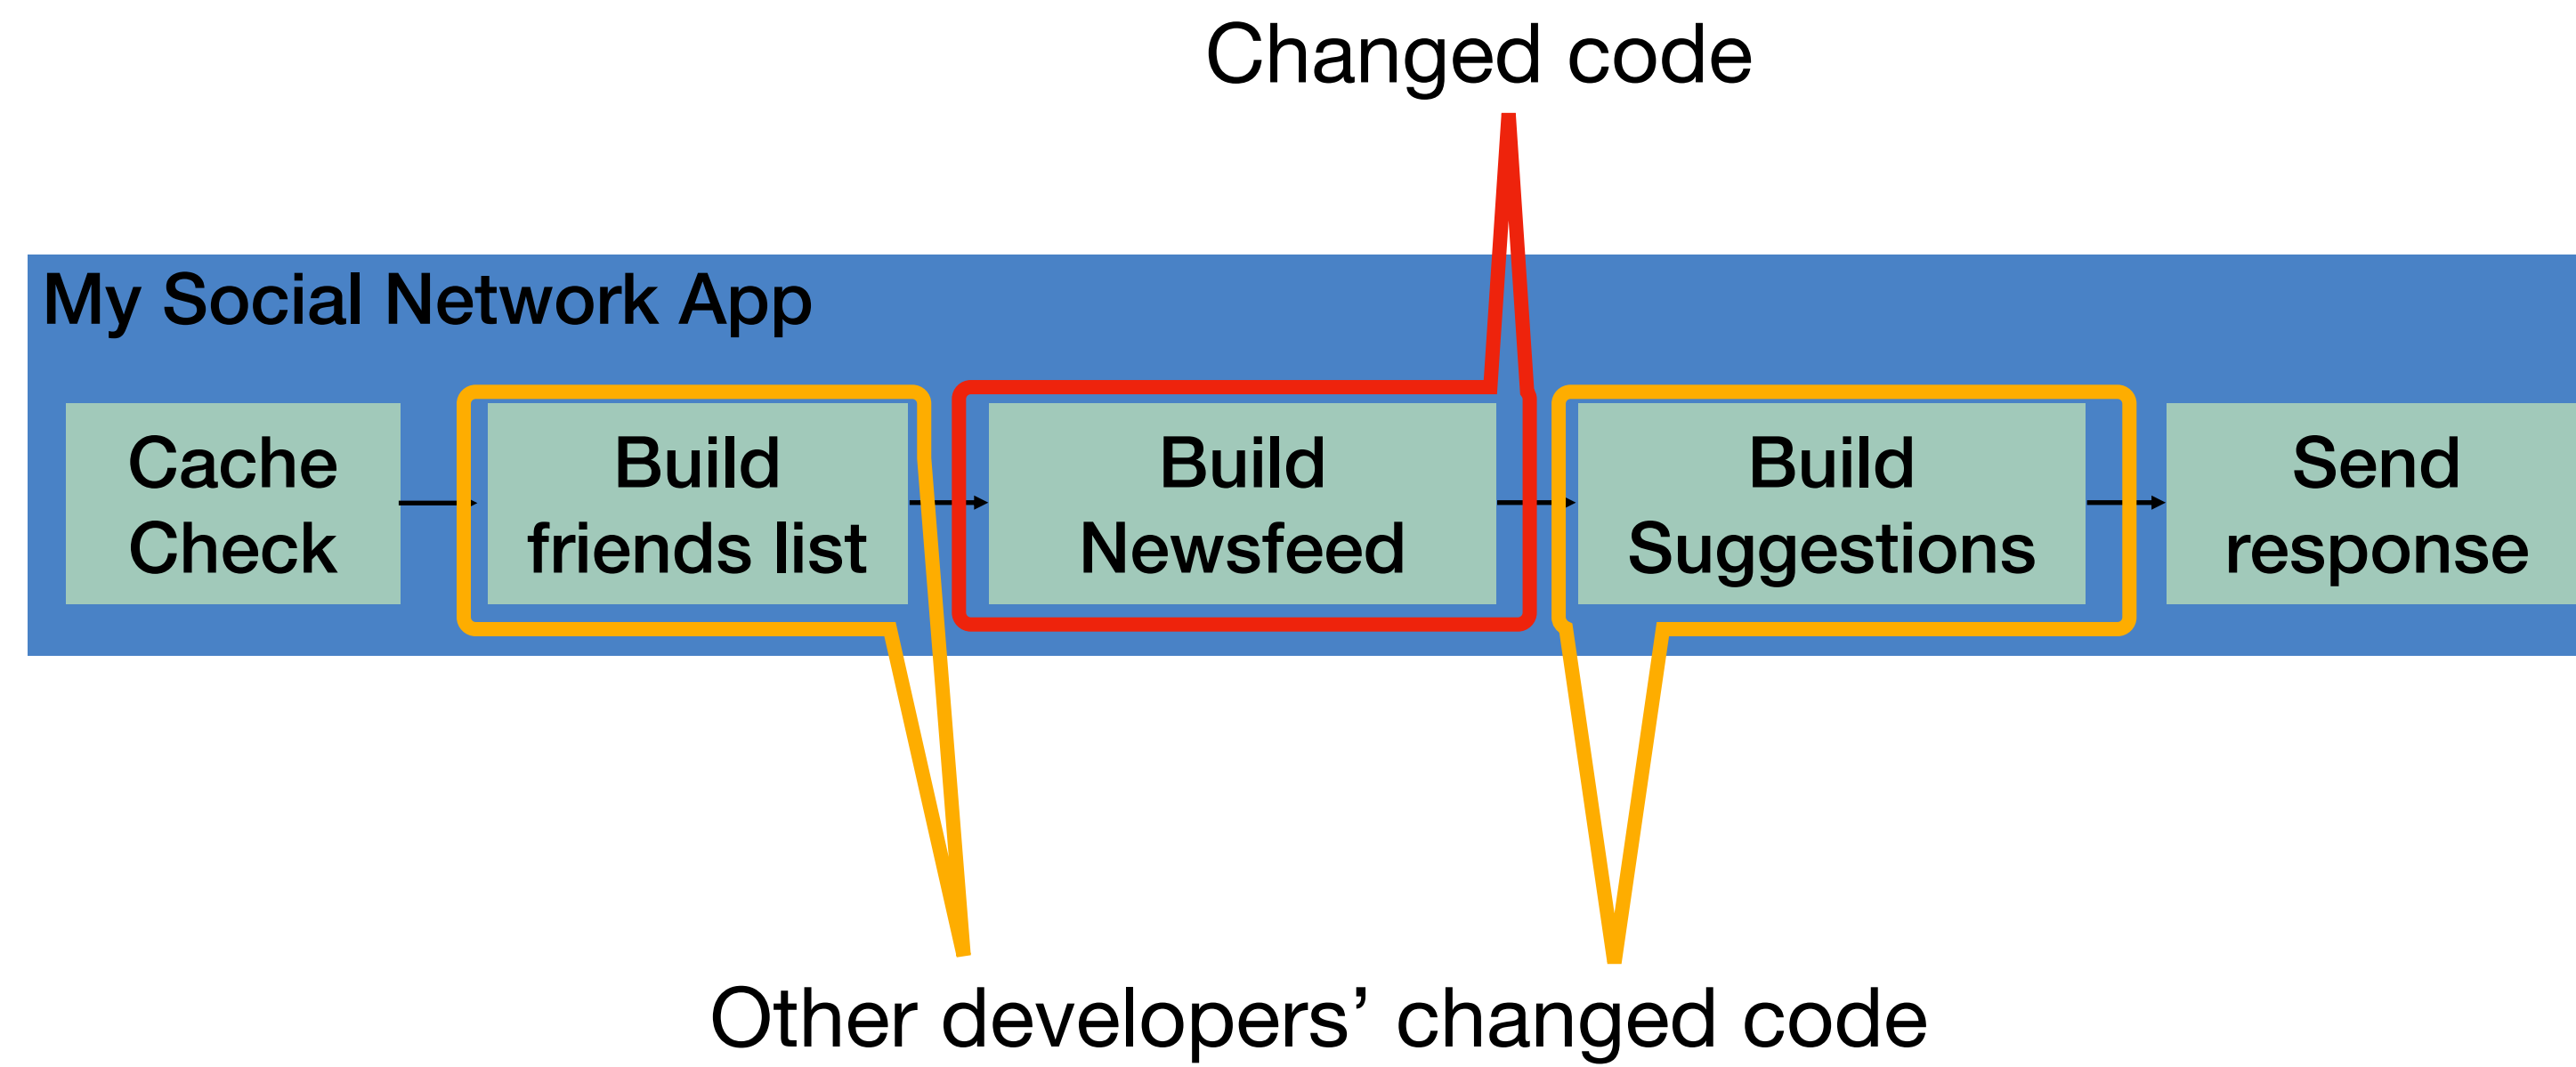 Changed code
My Social Network App
Cache
Check
Build
friends list
Build
Newsfeed
Build
Suggestions
Send
response
Other developers’ changed code